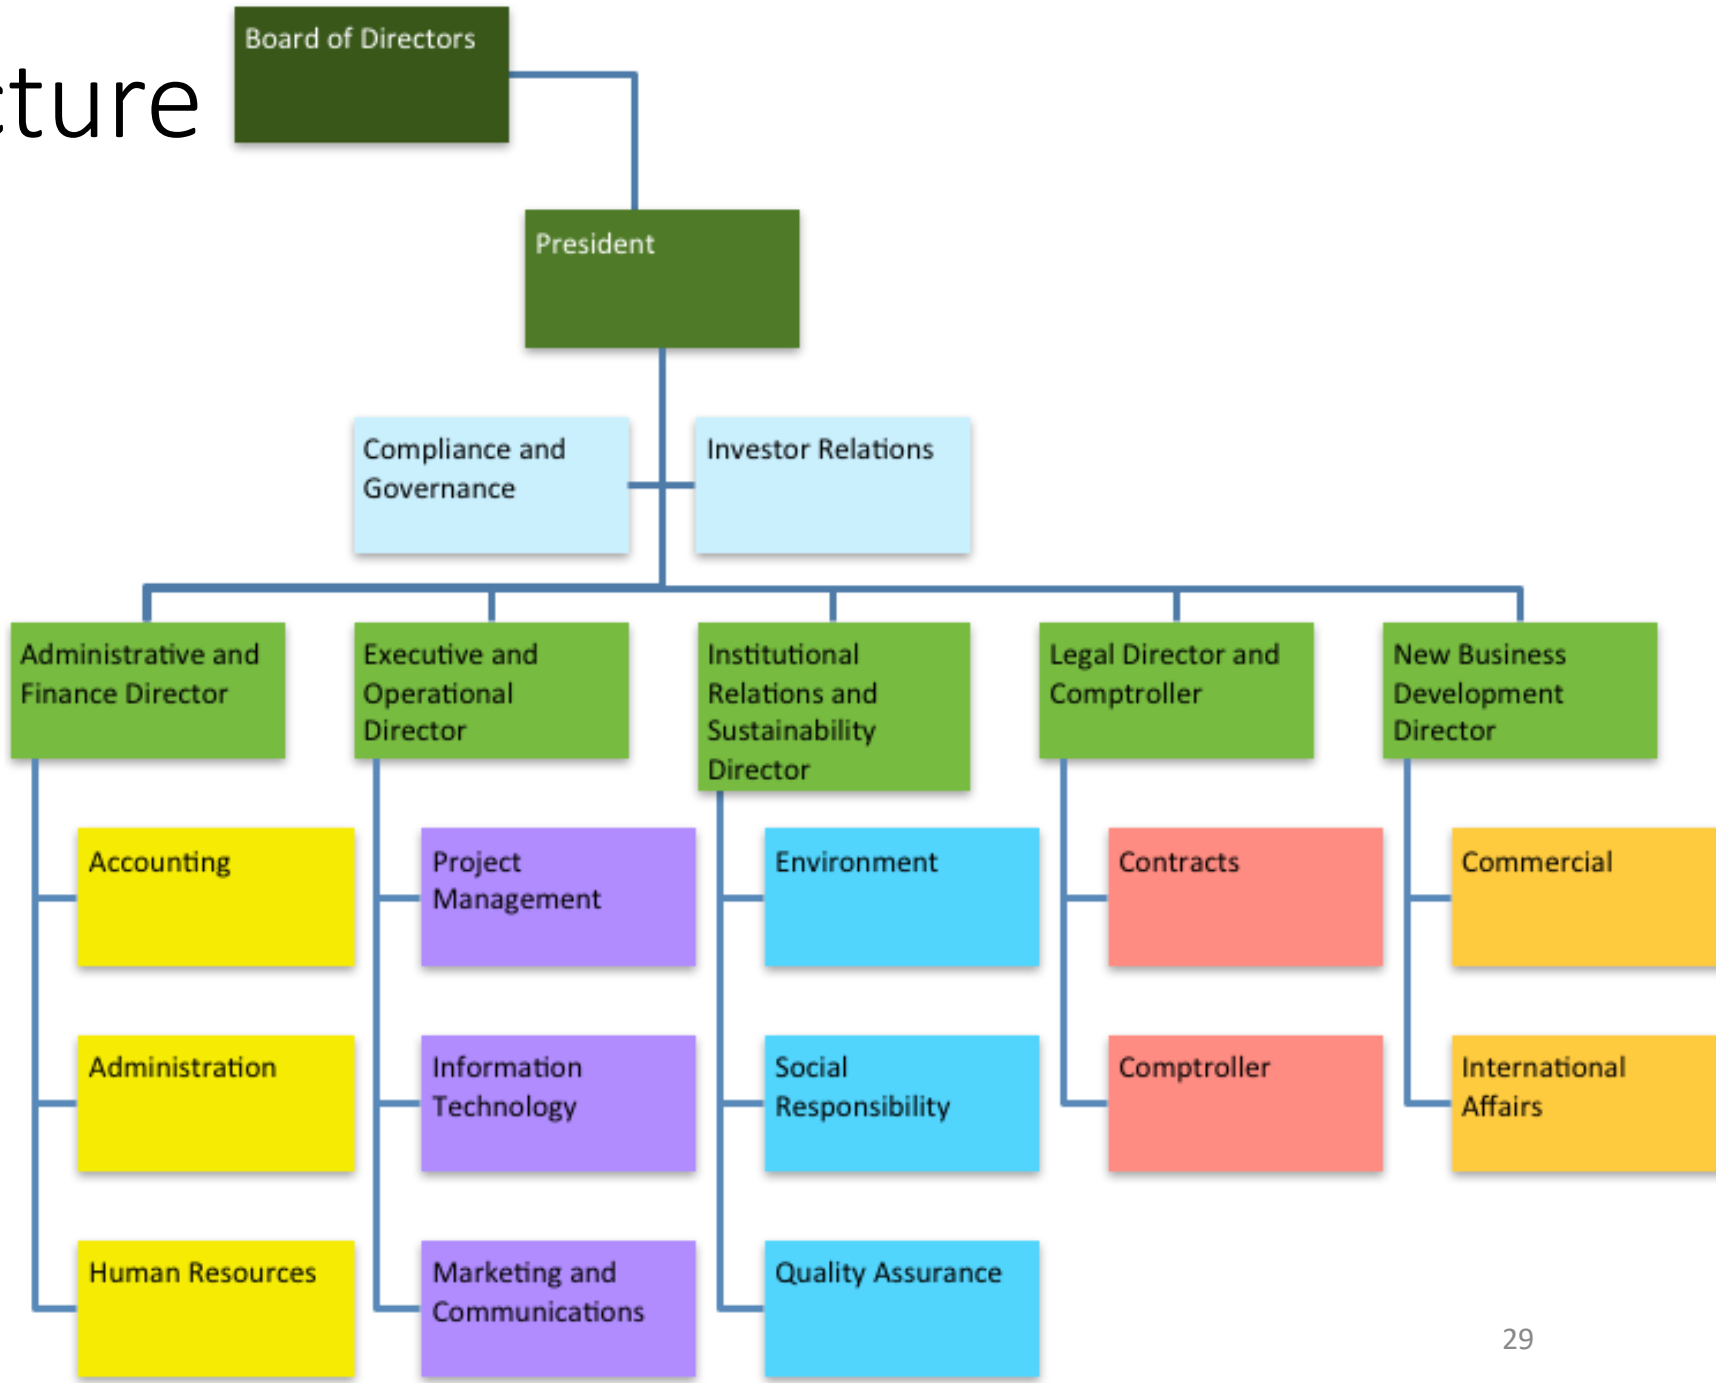 Board of Directors
cture
President
Compliance and
Governance
Investor Relations
Administrative and
Finance Director
Executive and
Operational
Director
Institutional
Relations and
Sustainability
Director
Legal Director and
Comptroller
New Business
Development
Director
Accounting
Project
Management
Environment
Contracts
Commercial
Administration
Information
Technology
Social
Responsibility
Comptroller
International
Affairs
Human Resources
Marketing and
Communications
Quality Assurance
29